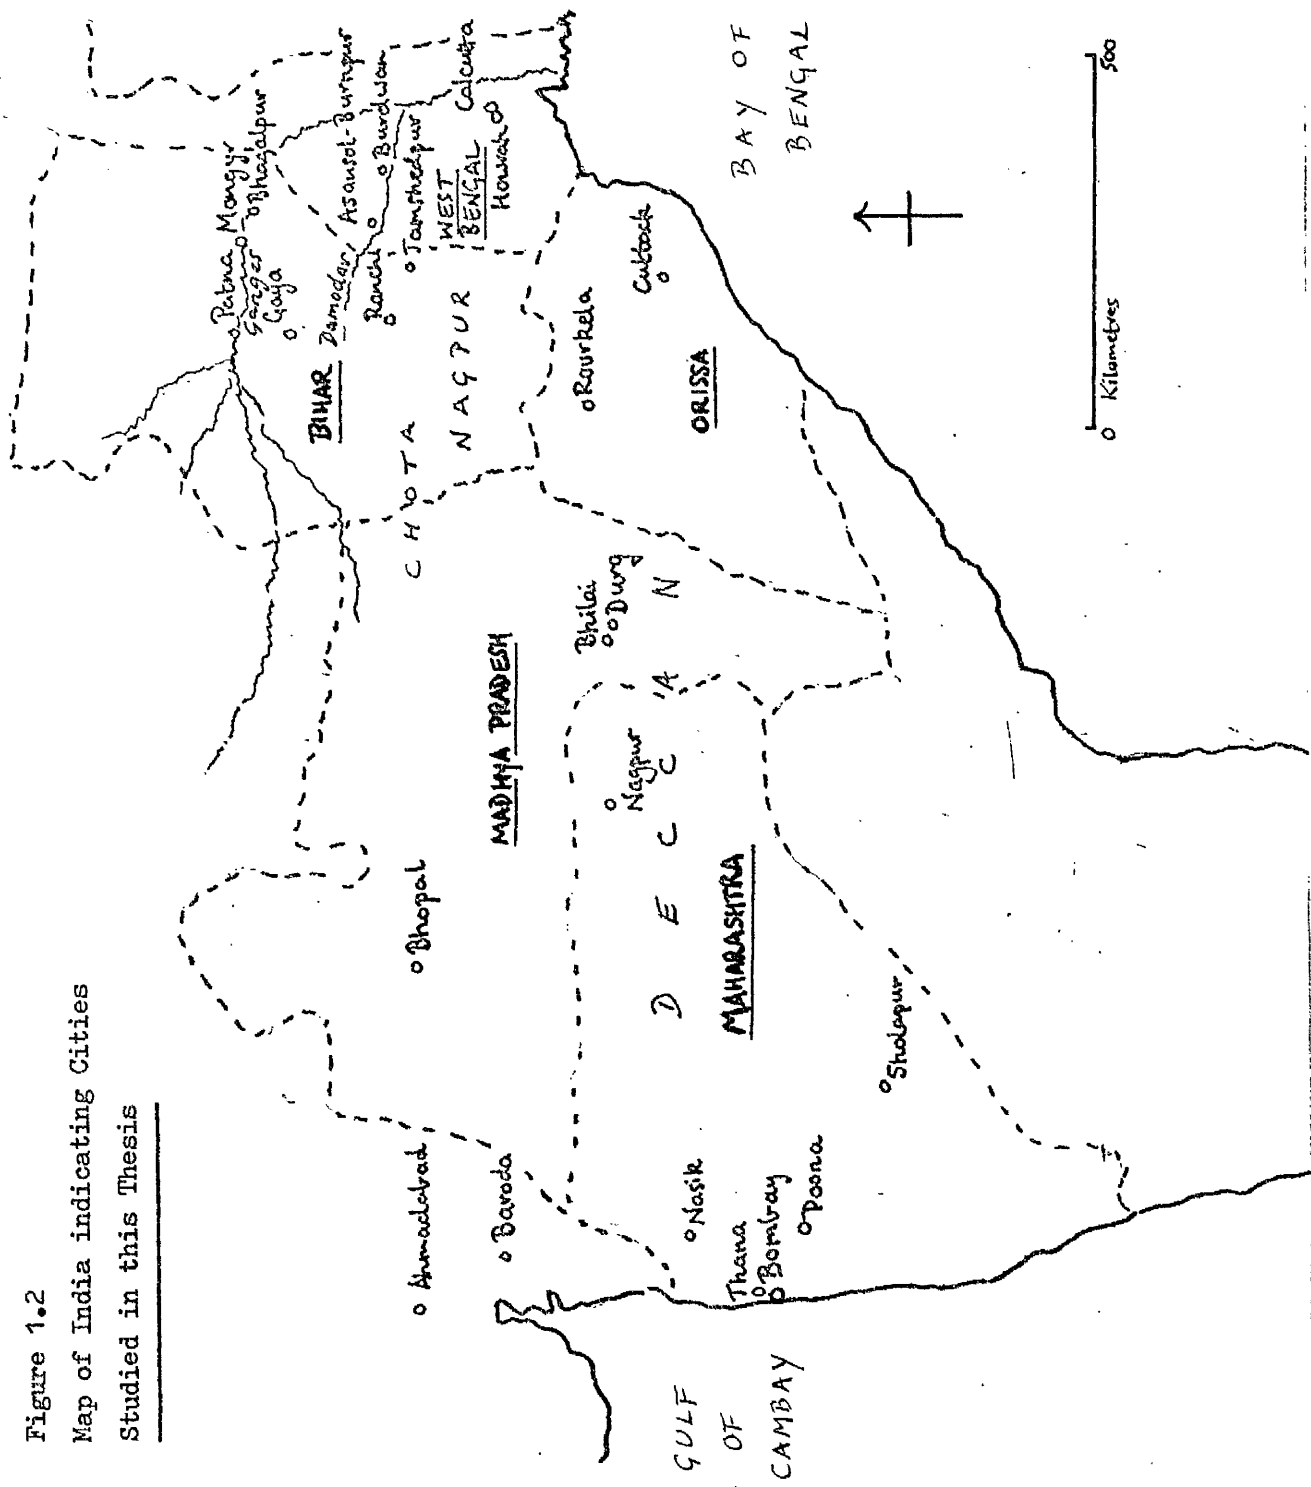 Figure 1.2
Map of India indicating Cities
Studied in this Thesis
Patna
Ganges
Gaya
Mongyr
Bhagalpur
BIHAR
Damodar
Asansol-Burnpur
Ranchi
Burdwan
Jamshedpur
WEST
BENGAL
Calcutta
Howrah
CHOTA
NAGPUR
Ahmadabad
Bhopal
Baroda
MADHYA PRADESH
Bhilai
Durg
Rourkela
Cuttack
Nagpur
DECCAN
ORISSA
Nasik
MAHARASHTRA
Thana
Bombay
Poona
Sholapur
GULF
OF
CAMBAY
BAY OF
BENGAL
0 Kilometres 500